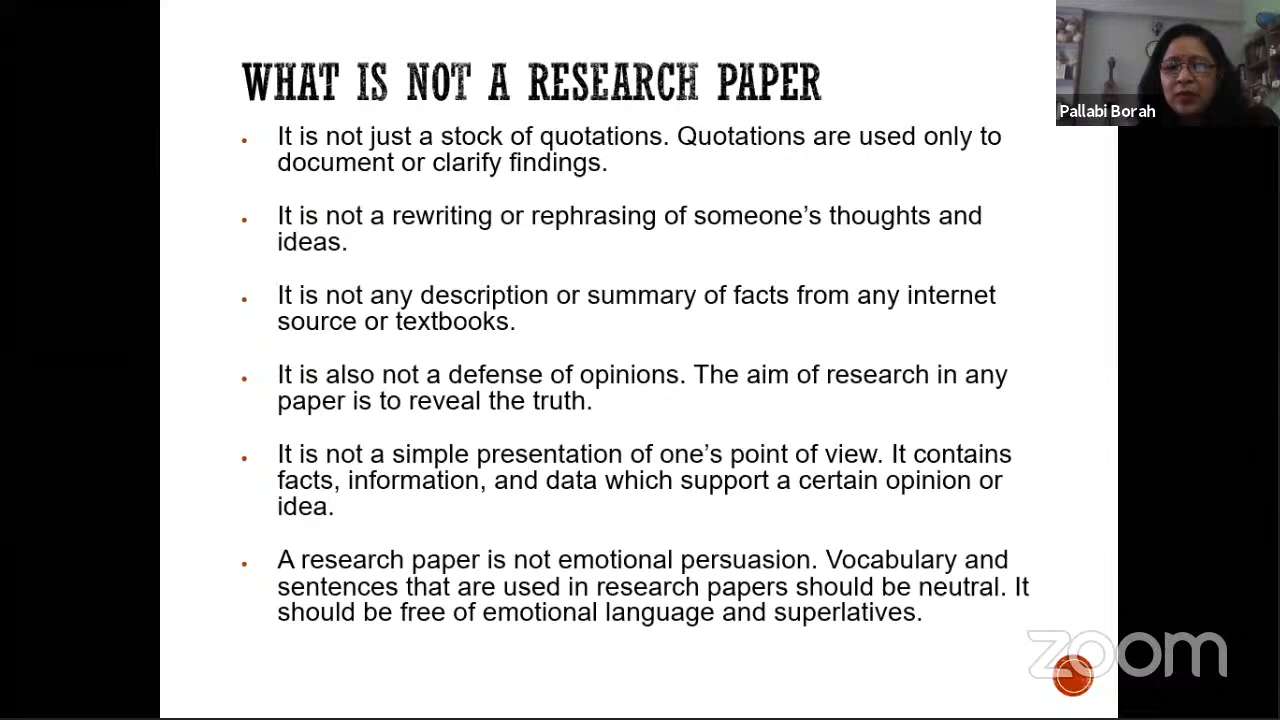 WHAT IS NOT A RESEARCH PAPER
Pallabi Borah
• It is not just a stock of quotations. Quotations are used only to
document or clarify findings.
• It is not a rewriting or rephrasing of someone’s thoughts and
ideas.
• It is not any description or summary of facts from any internet
source or textbooks.
• It is also not a defense of opinions. The aim of research in any
paper is to reveal the truth.
• It is not a simple presentation of one’s point of view. It contains
facts, information, and data which support a certain opinion or
idea.
• A research paper is not emotional persuasion. Vocabulary and
sentences that are used in research papers should be neutral. It
should be free of emotional language and superlatives.
zoom